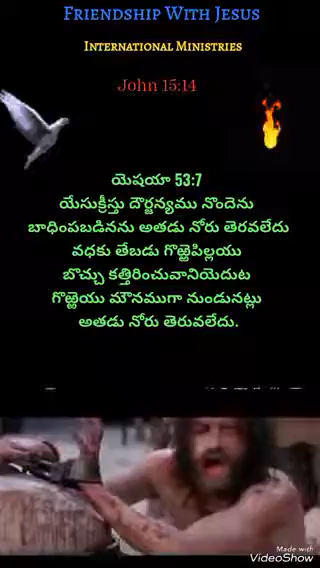 Friendship With Jesus
International Ministries
John 15:14
యెషయా 53:7
యేసుక్రీస్తు దౌర్జన్యము నొందెను
బాధింపబడినను అతడు నోరు తెరవలేదు
వధకు తేబడు గొఱ్ఱెపిల్లయు
బొచ్చు కత్తిరించువానియెదుట
గొఱ్ఱెయు మౌనముగా నుండునట్లు
అతడు నోరు తెరువలేదు.
Made with
VideoShow